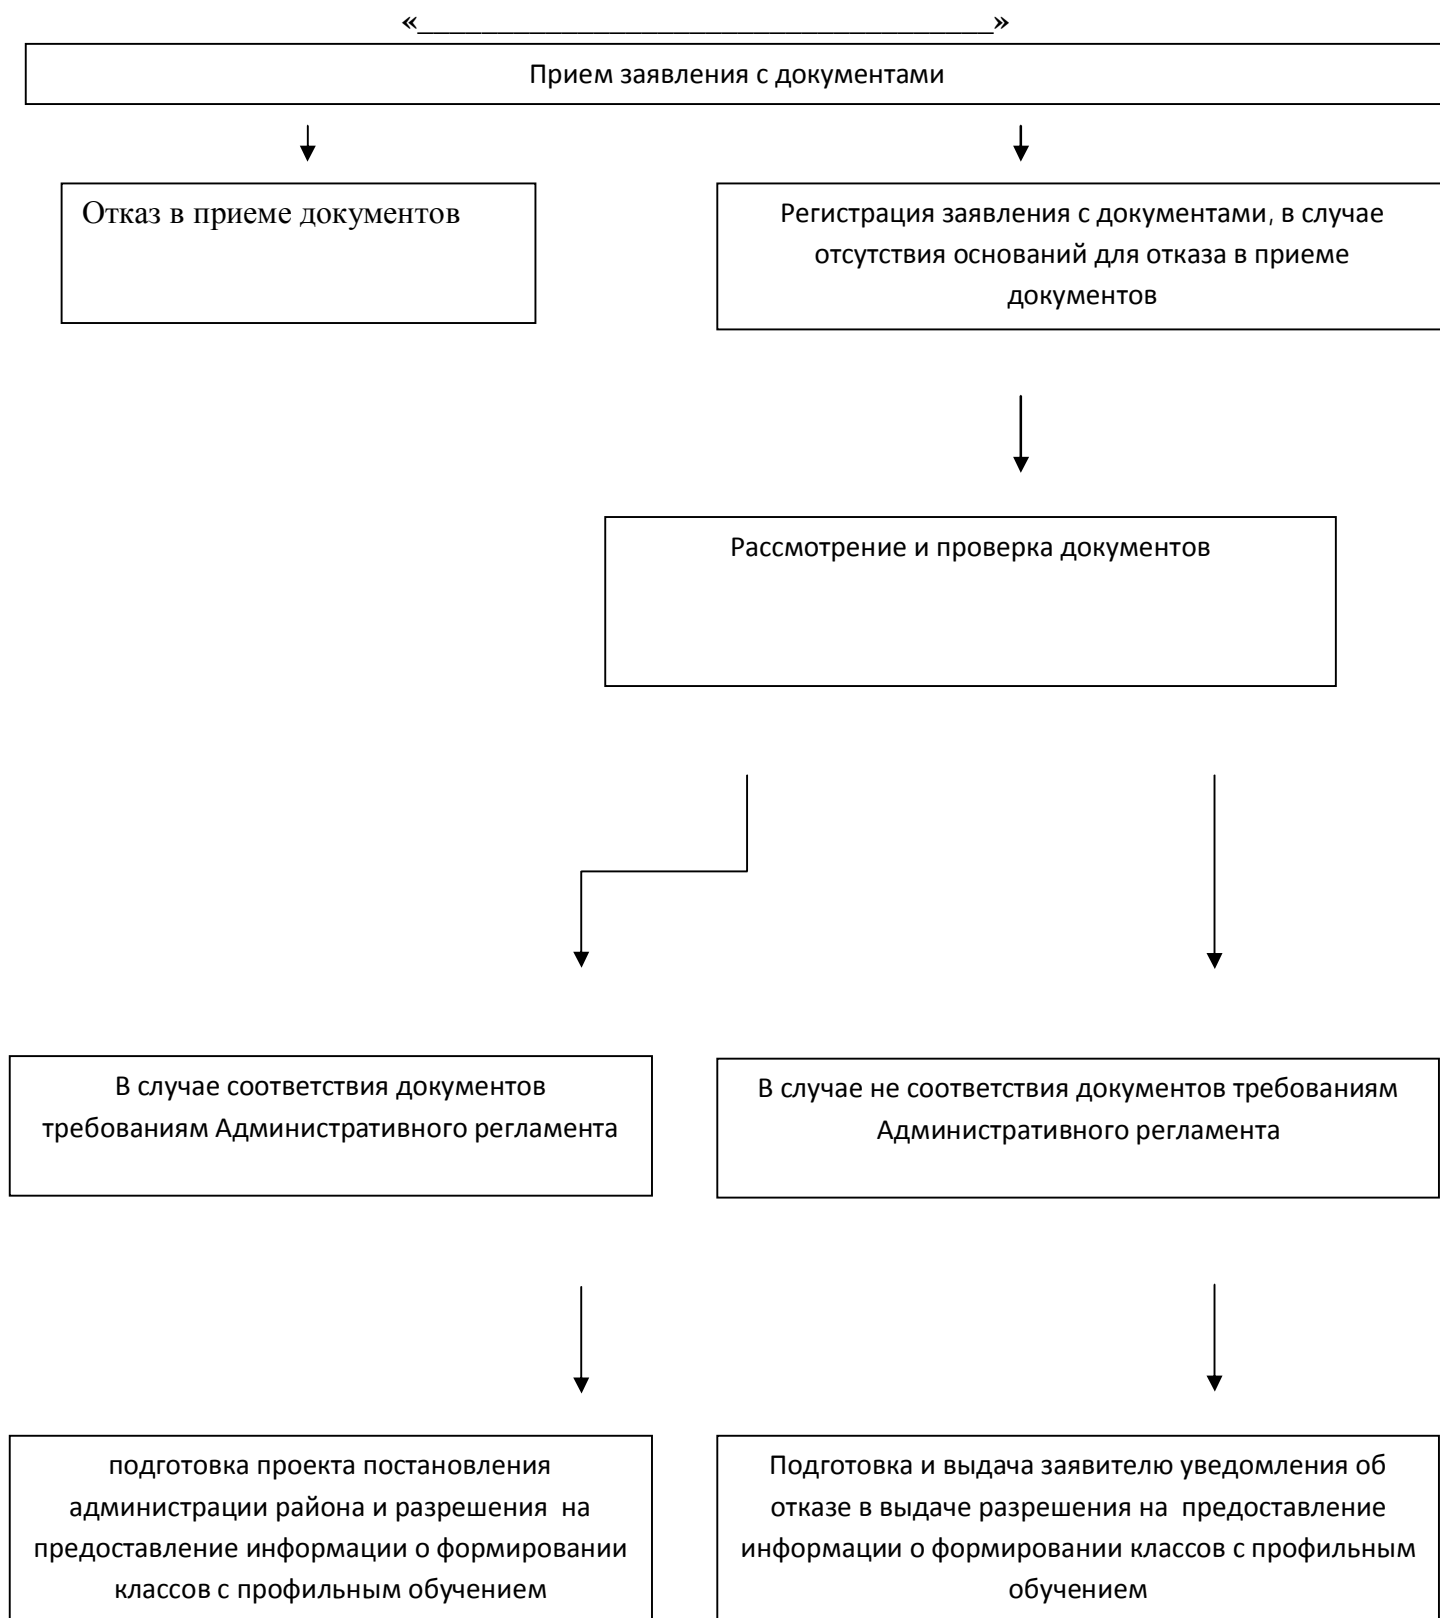 «____________________________________»
Прием заявления с документами
Отказ в приеме документов
Регистрация заявления с документами, в случае
отсутствия оснований для отказа в приеме
документов
Рассмотрение и проверка документов
В случае соответствия документов
требованиям Административного регламента
В случае не соответствия документов требованиям
Административного регламента
подготовка проекта постановления
администрации района и разрешения на
предоставление информации о формировании
классов с профильным обучением
Подготовка и выдача заявителю уведомления об
отказе в выдаче разрешения на предоставление
информации о формировании классов с профильным
обучением